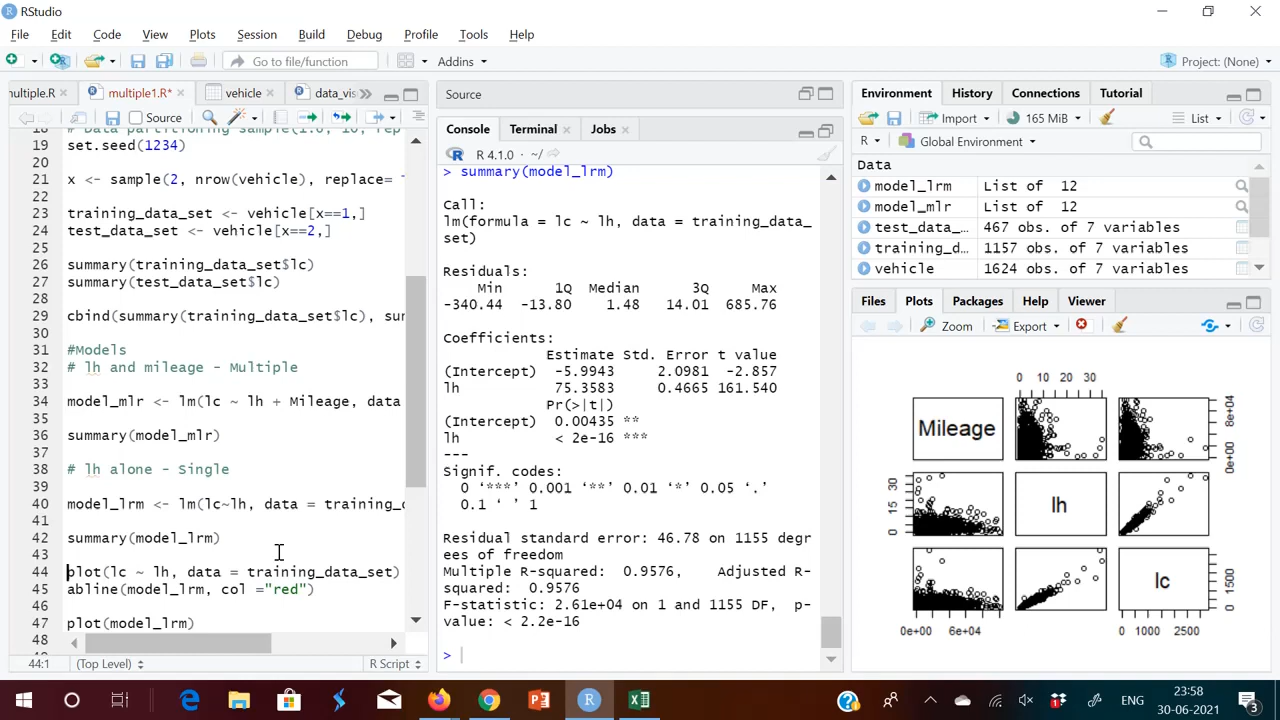 RStudio
File Edit Code View Plots Session Build Debug Profile Tools Help
Go to file/function Addins Project: (None)
multiple.R multiple1.R* vehicle data_vis
Source
18 # Data partitioning sample(1:6, 10, rep
19 set.seed(1234)
20
21 x <- sample(2, nrow(vehicle), replace=
22
23 training_data_set <- vehicle[x==1,]
24 test_data_set <- vehicle[x==2,]
25
26 summary(training_data_set$lc)
27 summary(test_data_set$lc)
28
29 cbind(summary(training_data_set$lc), sum
30
31 #Models
32 # lh and mileage - Multiple
33
34 model_mlr <- lm(lc ~ lh + Mileage, data
35
36 summary(model_mlr)
37
38 # lh alone - Single
39
40 model_lrm <- lm(lc~lh, data = training_d
41
42 summary(model_lrm)
43
44 plot(lc ~ lh, data = training_data_set)
45 abline(model_lrm, col ="red")
46
47 plot(model_lrm)
48
44:1 (Top Level) R Script
Source
Console Terminal Jobs
R 4.1.0 · ~/
> summary(model_lrm)
Call:
lm(formula = lc ~ lh, data = training_data_
set)
Residuals:
Min 1Q Median 3Q Max
-340.44 -13.80 1.48 14.01 685.76
Coefficients:
Estimate Std. Error t value
(Intercept) -5.9943 2.0981 -2.857
lh 75.3583 0.4665 161.540
Pr(>|t|)
(Intercept) 0.00435 **
lh < 2e-16 ***
---
Signif. codes:
0 ‘***’ 0.001 ‘**’ 0.01 ‘*’ 0.05 ‘.’
0.1 ‘ ’ 1
Residual standard error: 46.78 on 1155 degr
ees of freedom
Multiple R-squared: 0.9576, Adjusted R-
squared: 0.9576
F-statistic: 2.61e+04 on 1 and 1155 DF, p-
value: < 2.2e-16
>
Environment History Connections Tutorial
Import 165 MiB List
R Global Environment
Data
model_lrm List of 12
model_mlr List of 12
test_data_… 467 obs. of 7 variables
training_d… 1157 obs. of 7 variables
vehicle 1624 obs. of 7 variables
Files Plots Packages Help Viewer
Zoom Export
0 10 20 30
Mileage
0e+00 8e+04
0 15 30
lh
lc
0 1500
0e+00 6e+04 0 1000 2500
ENG
23:58
30-06-2021
3